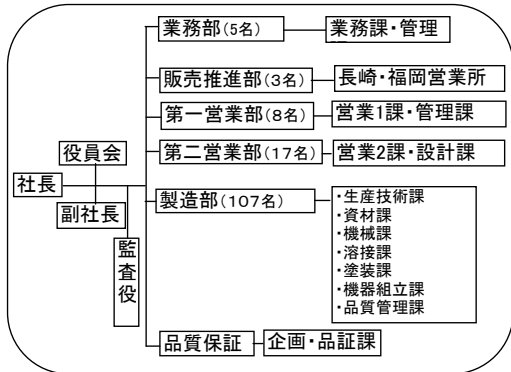 業務部(5名)
業務課・管理
販売推進部(3名)
長崎・福岡営業所
第一営業部(8名)
営業1課・管理課
役員会
第二営業部(17名)
営業2課・設計課
社長
副社長
製造部(107名)
・生産技術課
・資材課
・機械課
・溶接課
・塗装課
・機器組立課
・品質管理課
監査役
品質保証
企画・品証課